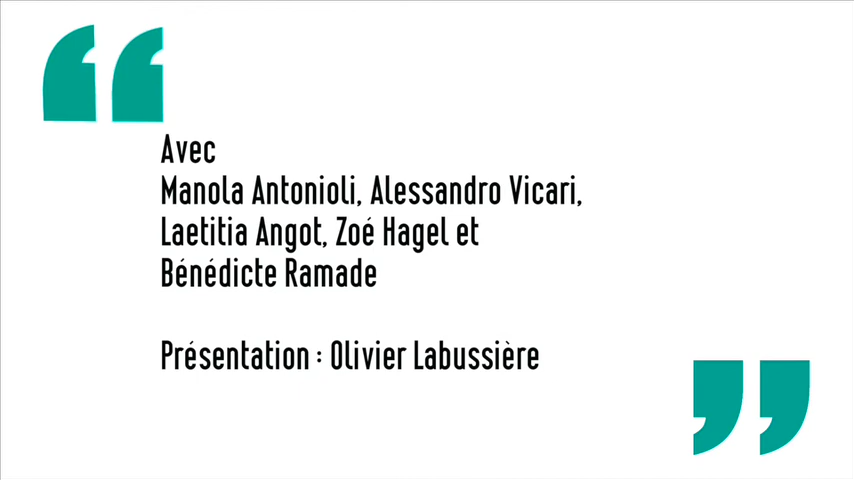 Avec
Manola Antonioli, Alessandro Vicari,
Laetitia Angot, Zoé Hagel et
Bénédicte Ramade
Présentation : Olivier Labussière